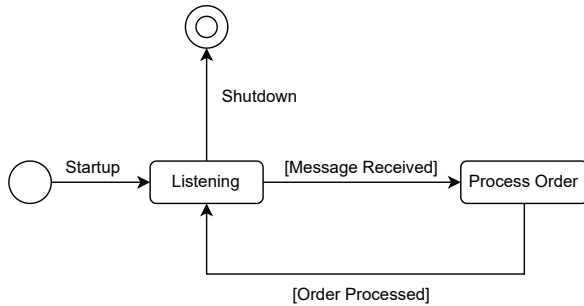 Shutdown
Startup
Listening
[Message Received]
Process Order
[Order Processed]